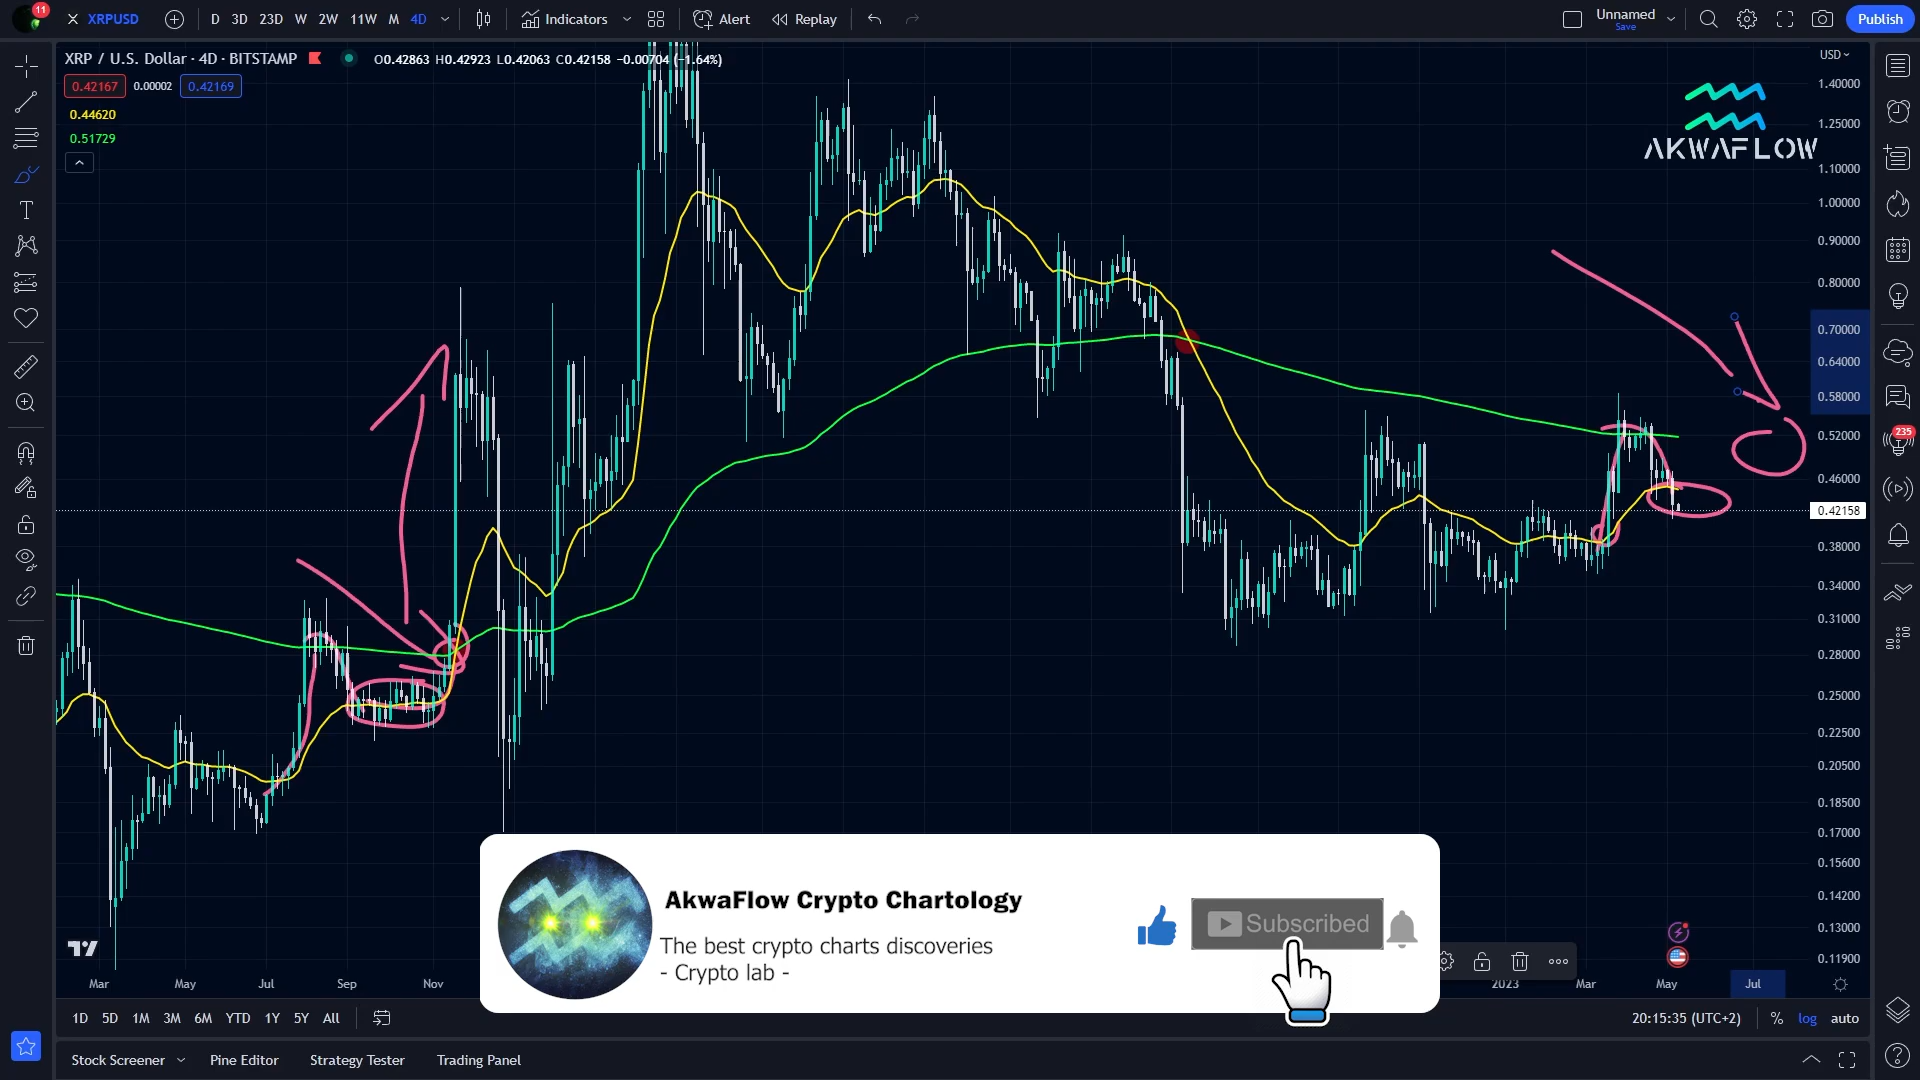 11
XRPUSD
D 3D 23D W 2W 11W M 4D
Indicators
Alert
Replay
Unnamed
Save
Publish
XRP / U.S. Dollar · 4D · BITSTAMP
O0.42863 H0.42923 L0.42063 C0.42158 −0.00704 (−1.64%)
0.42167 0.00002 0.42169
0.44620
0.51729
USD
AKWAFLOW
1.40000
1.25000
1.10000
1.00000
0.90000
0.80000
0.70000
0.64000
0.58000
0.52000
0.46000
0.42158
0.38000
0.34000
0.31000
0.28000
0.25000
0.22500
0.20500
0.18500
0.17000
0.15600
0.14200
0.13000
0.11900
235
AkwaFlow Crypto Chartology
The best crypto charts discoveries
- Crypto lab -
Subscribed
Mar May Jul Sep Nov 2023 Mar May Jul
1D 5D 1M 3M 6M YTD 1Y 5Y All
20:15:35 (UTC+2) % log auto
Stock Screener Pine Editor Strategy Tester Trading Panel